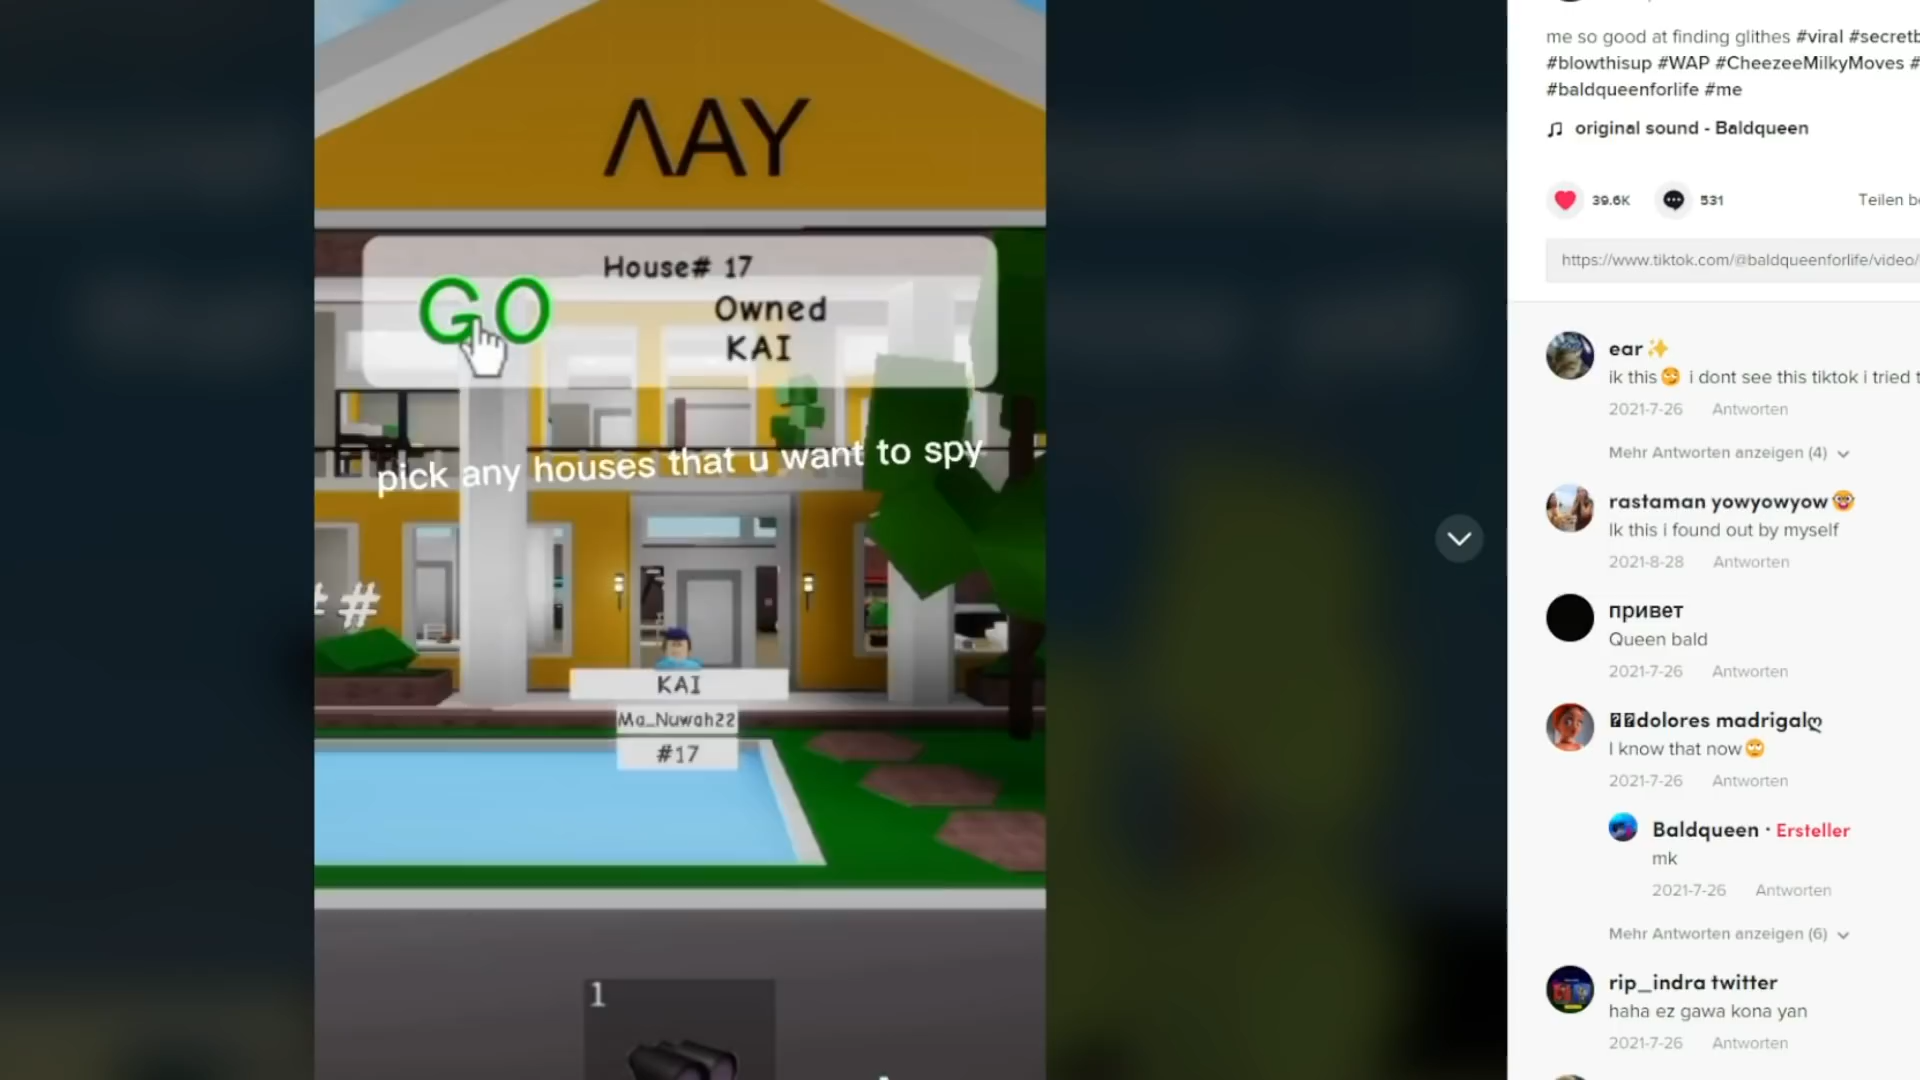 ΛAY
House# 17
GO
Owned
KAI
pick any houses that u want to spy
##
KAI
Ma_Nuwah22
#17
1
me so good at finding glithes #viral #secretb
#blowthisup #WAP #CheezeeMilkyMoves #
#baldqueenforlife #me
original sound - Baldqueen
39.6K
531
Teilen be
https://www.tiktok.com/@baldqueenforlife/video/
ear✨
ik this🙄 i dont see this tiktok i tried t
2021-7-26 Antworten
Mehr Antworten anzeigen (4)
rastaman yowyowyow🤓
Ik this i found out by myself
2021-8-28 Antworten
привет
Queen bald
2021-7-26 Antworten
dolores madrigalღ
I know that now🙄
2021-7-26 Antworten
Baldqueen · Ersteller
mk
2021-7-26 Antworten
Mehr Antworten anzeigen (6)
rip_indra twitter
haha ez gawa kona yan
2021-7-26 Antworten